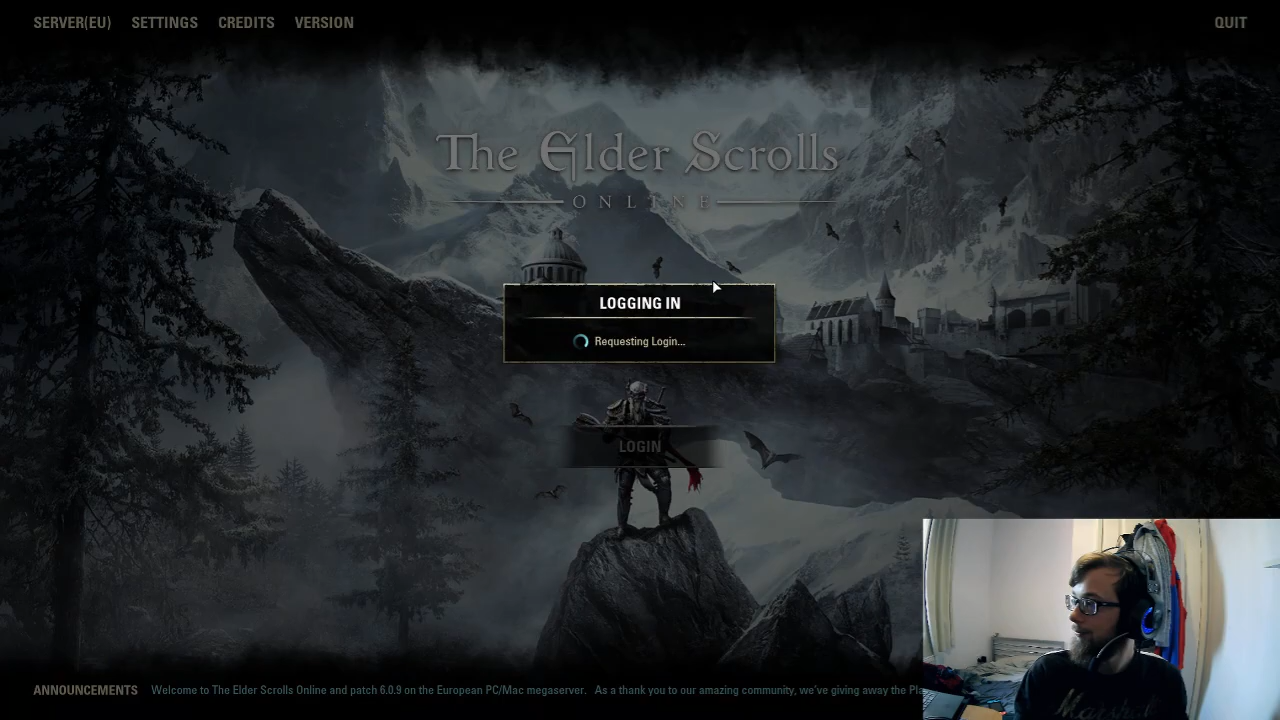 SERVER(EU) SETTINGS CREDITS VERSION QUIT
The Elder Scrolls
ONLINE
LOGGING IN
Requesting Login...
LOGIN
ANNOUNCEMENTS Welcome to The Elder Scrolls Online and patch 6.0.9 on the European PC/Mac megaserver. As a thank you to our amazing community, we've giving away the
Marshall